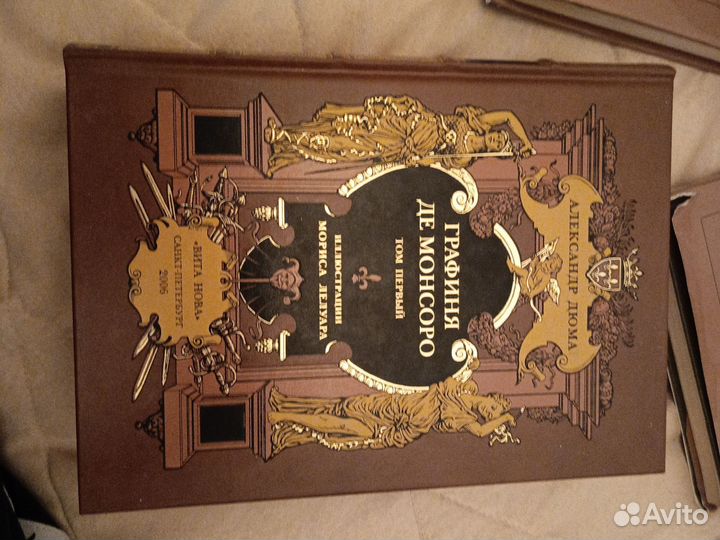 АЛЕКСАНДР ДЮМА
ГРАФИНЯ
ДЕ МОНСОРО
ТОМ ПЕРВЫЙ
ИЛЛЮСТРАЦИИ
МОРИСА ЛЕЛУАРА
«ВИТА НОВА»
САНКТ-ПЕТЕРБУРГ
2006
Avito